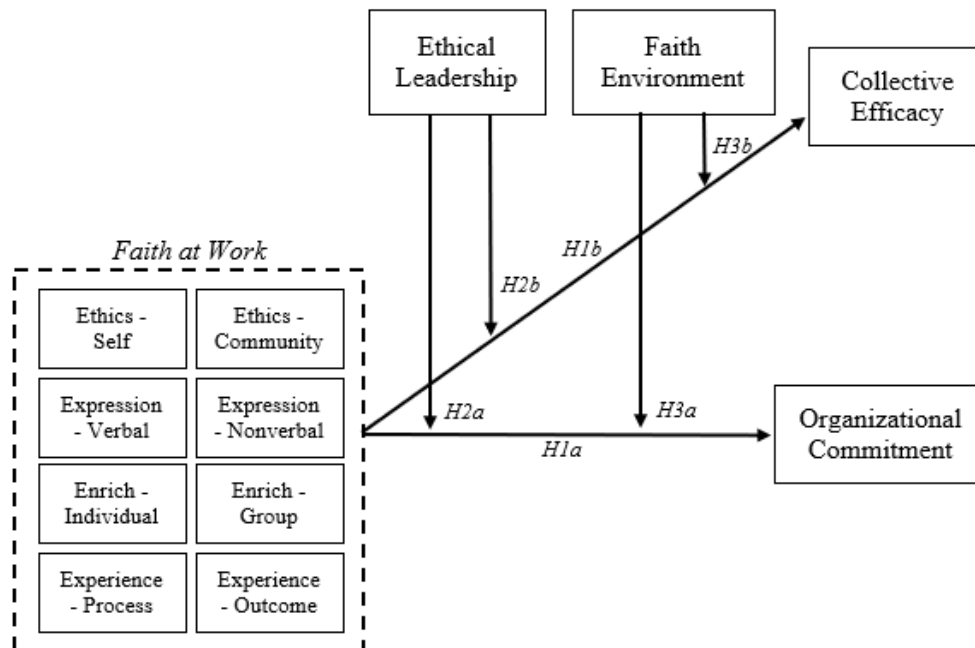 Ethical
Leadership
Faith
Environment
Collective
Efficacy
H3b
H1b
H2b
Faith at Work
Ethics -
Self
Ethics -
Community
Expression
- Verbal
Expression
- Nonverbal
Enrich -
Individual
Enrich -
Group
Experience
- Process
Experience
- Outcome
H2a
H3a
H1a
Organizational
Commitment